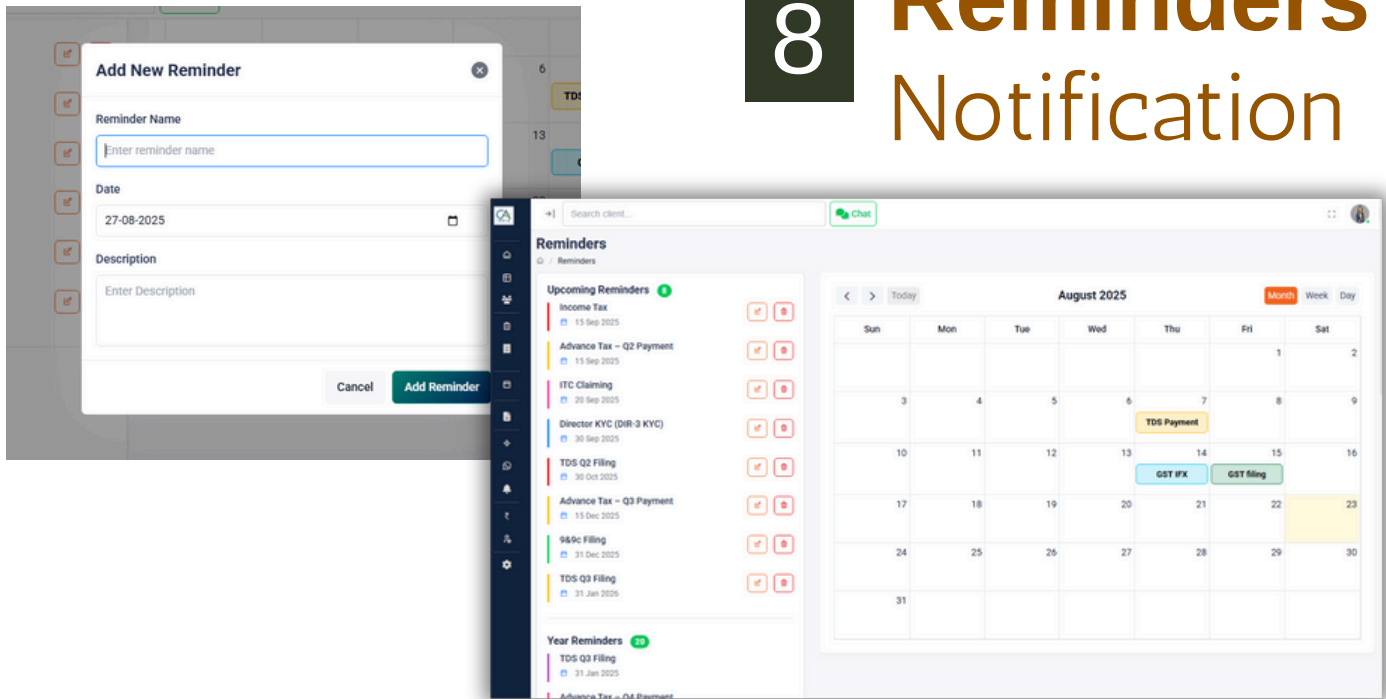 8
Reminders
Notification
6
TDS
13
Add New Reminder
Reminder Name
Enter reminder name
Date
27-08-2025
Description
Enter Description
Cancel
Add Reminder
CA
Search client...
Chat
Reminders
/ Reminders
Upcoming Reminders 8
Income Tax
15 Sep 2025
Advance Tax – Q2 Payment
15 Sep 2025
ITC Claiming
20 Sep 2025
Director KYC (DIR-3 KYC)
30 Sep 2025
TDS Q2 Filing
30 Oct 2025
Advance Tax – Q3 Payment
15 Dec 2025
9&9c Filing
31 Dec 2025
TDS Q3 Filing
31 Jan 2026
Year Reminders 20
TDS Q3 Filing
31 Jan 2025
Advance Tax – Q4 Payment
Today
August 2025
Month Week Day
Sun Mon Tue Wed Thu Fri Sat
1 2
3 4 5 6 7 8 9
TDS Payment
10 11 12 13 14 15 16
GST IFX GST filing
17 18 19 20 21 22 23
24 25 26 27 28 29 30
31